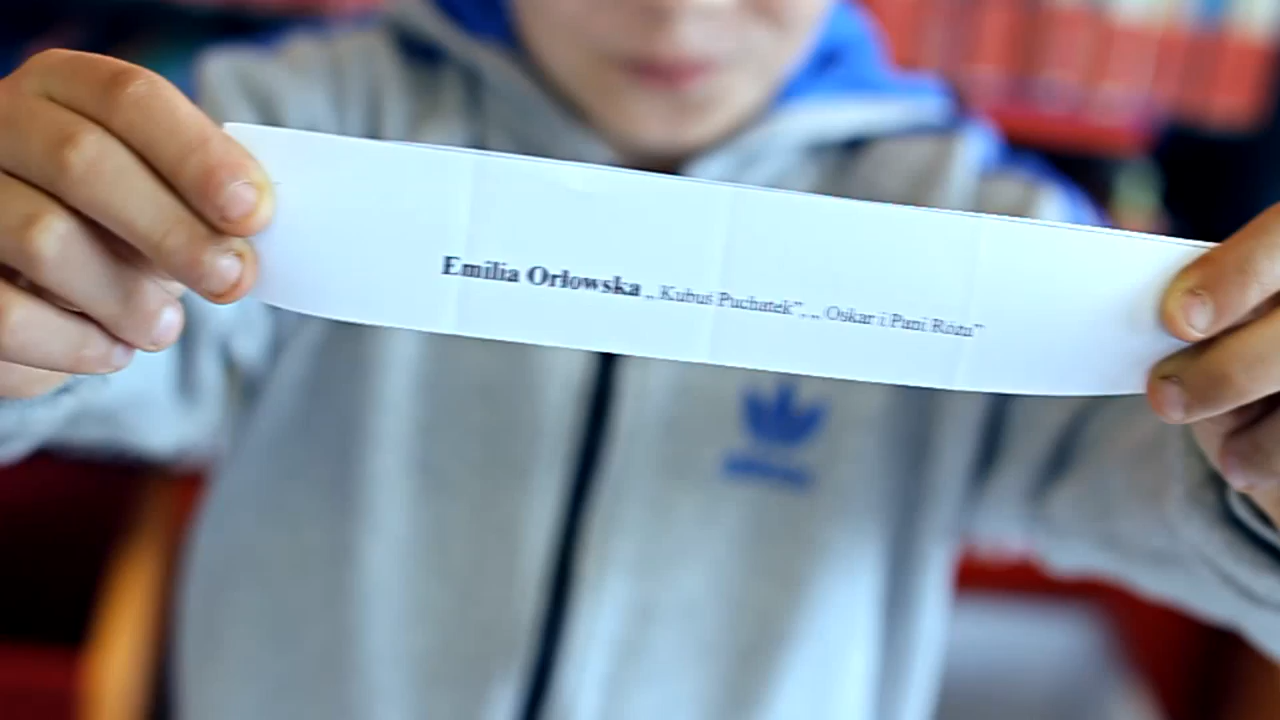 Emilia Orłowska „ Kubuś Puchatek”, „ Oskar i Pani Róża”